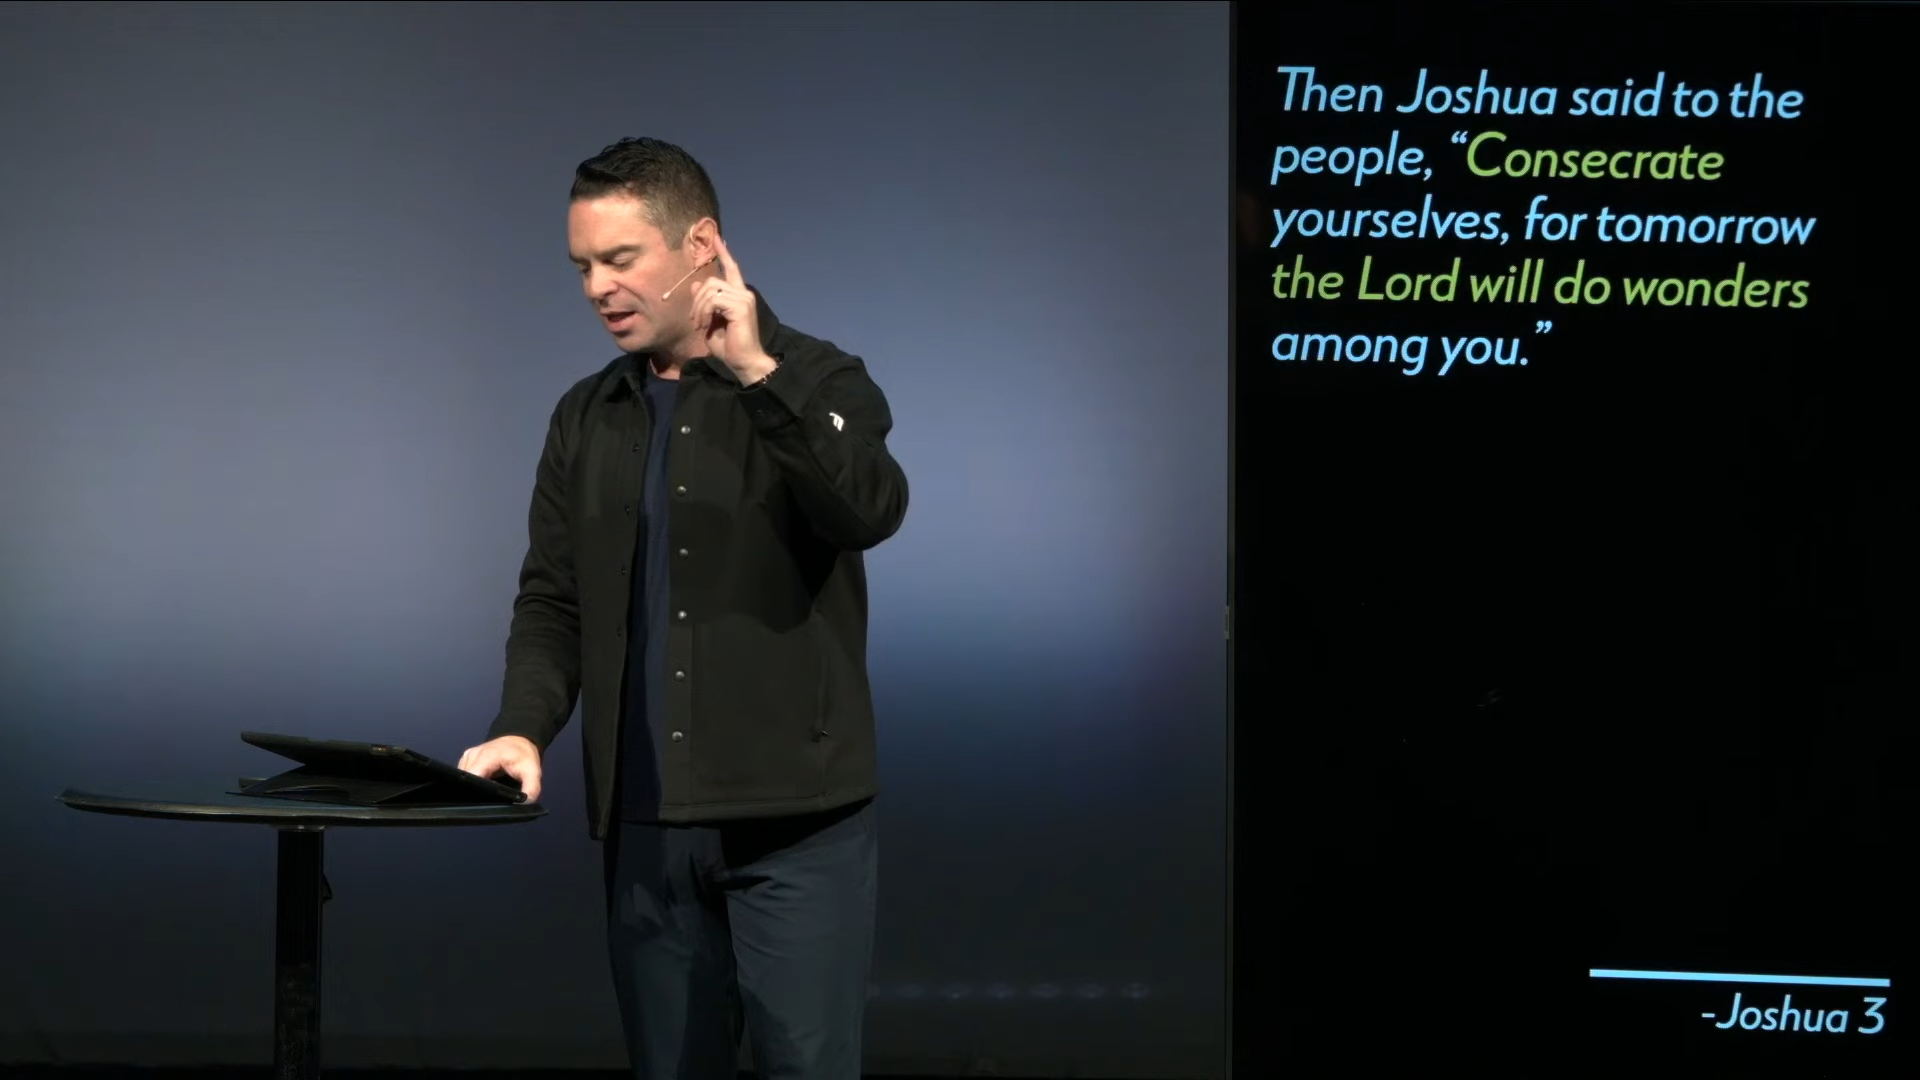 Then Joshua said to the
people, “Consecrate
yourselves, for tomorrow
the Lord will do wonders
among you.”
-Joshua 3